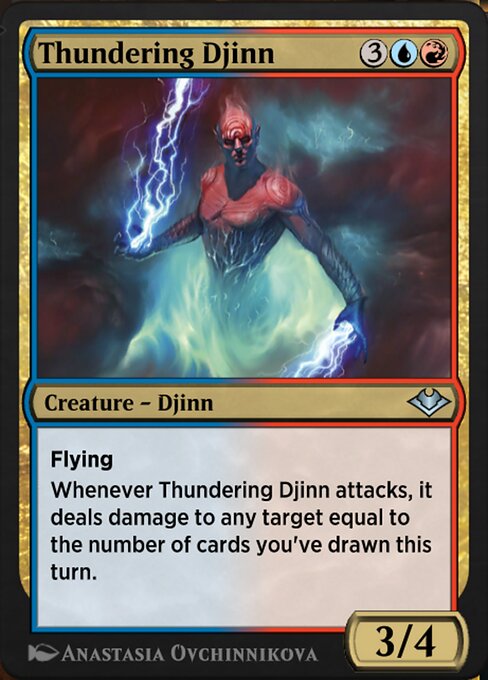 Thundering Djinn 3
Creature – Djinn
Flying
Whenever Thundering Djinn attacks, it
deals damage to any target equal to
the number of cards you've drawn this
turn.
3/4
Anastasia Ovchinnikova